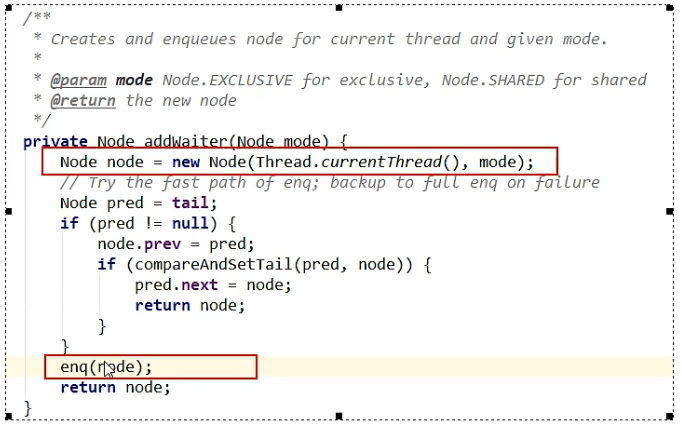 /**
 * Creates and enqueues node for current thread and given mode.
 *
 * @param mode Node.EXCLUSIVE for exclusive, Node.SHARED for shared
 * @return the new node
 */
private Node addWaiter(Node mode) {
    Node node = new Node(Thread.currentThread(), mode);
    // Try the fast path of enq; backup to full enq on failure
    Node pred = tail;
    if (pred != null) {
        node.prev = pred;
        if (compareAndSetTail(pred, node)) {
            pred.next = node;
            return node;
        }
    }
    enq(node);
    return node;
}